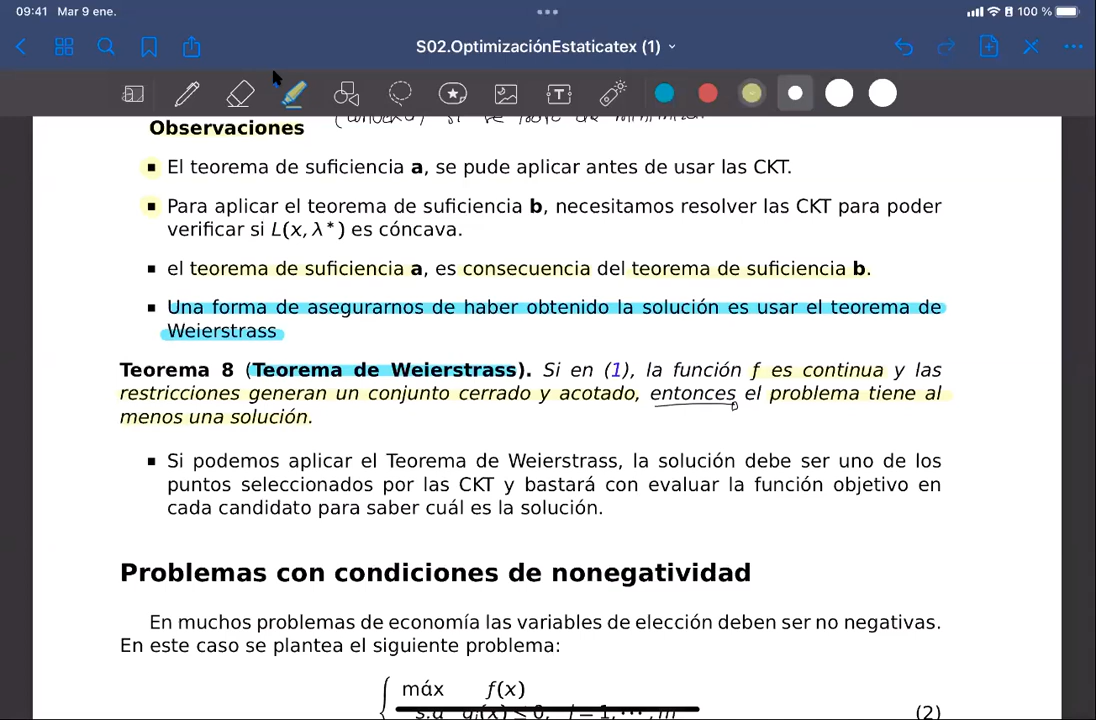 09:41 Mar 9 ene. 100 %
S02.OptimizaciónEstaticatex (1)
Observaciones
El teorema de suficiencia a, se pude aplicar antes de usar las CKT.
Para aplicar el teorema de suficiencia b, necesitamos resolver las CKT para poder
verificar si L(x, λ*) es cóncava.
el teorema de suficiencia a, es consecuencia del teorema de suficiencia b.
Una forma de asegurarnos de haber obtenido la solución es usar el teorema de
Weierstrass
Teorema 8 (Teorema de Weierstrass). Si en (1), la función f es continua y las
restricciones generan un conjunto cerrado y acotado, entonces el problema tiene al
menos una solución.
Si podemos aplicar el Teorema de Weierstrass, la solución debe ser uno de los
puntos seleccionados por las CKT y bastará con evaluar la función objetivo en
cada candidato para saber cuál es la solución.
Problemas con condiciones de nonegatividad
En muchos problemas de economía las variables de elección deben ser no negativas.
En este caso se plantea el siguiente problema:
máx f(x)
s.a g_i(x) ≤ 0, i = 1, ⋯, m (2)